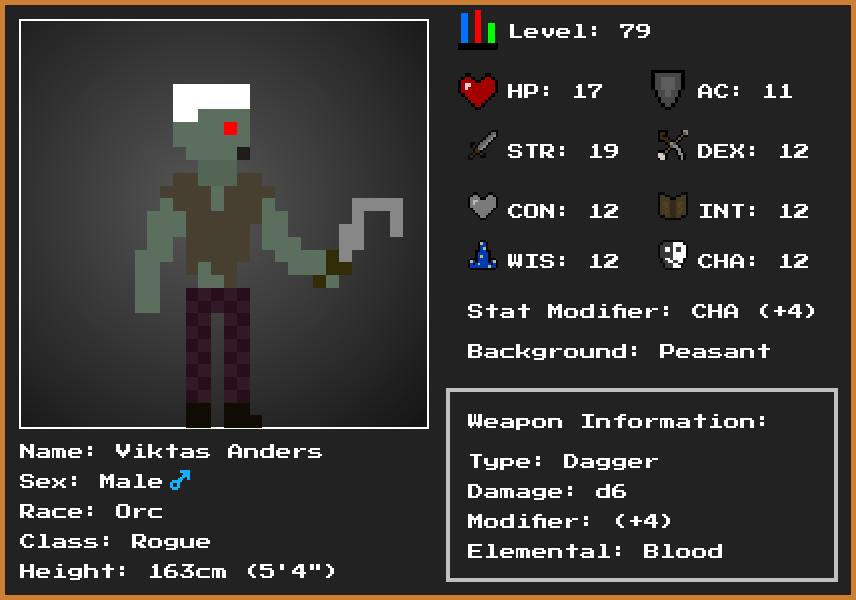 Level: 79
HP: 17
AC: 11
STR: 19
DEX: 12
CON: 12
INT: 12
WIS: 12
CHA: 12
Stat Modifier: CHA (+4)
Background: Peasant
Weapon Information:
Type: Dagger
Damage: d6
Modifier: (+4)
Elemental: Blood
Name: Viktas Anders
Sex: Male♂
Race: Orc
Class: Rogue
Height: 163cm (5'4")